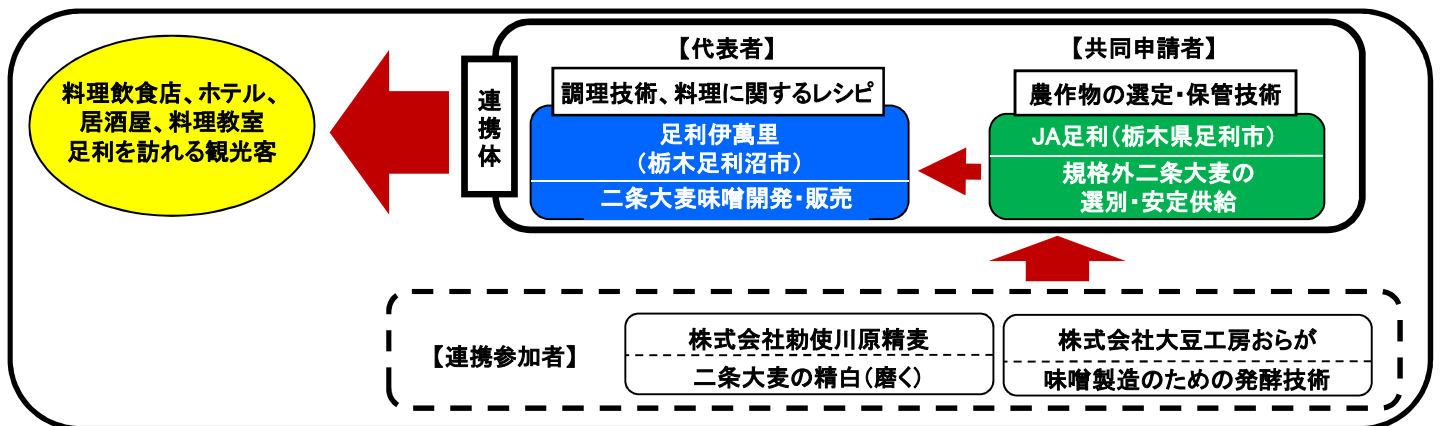 料理飲食店、ホテル、
居酒屋、料理教室
足利を訪れる観光客
連携体
【代表者】
調理技術、料理に関するレシピ
足利伊萬里
（栃木足利沼市）
二条大麦味噌開発・販売
【共同申請者】
農作物の選定・保管技術
JA足利（栃木県足利市）
規格外二条大麦の
選別・安定供給
【連携参加者】
株式会社勅使川原精麦
二条大麦の精白（磨く）
株式会社大豆工房おらが
味噌製造のための発酵技術